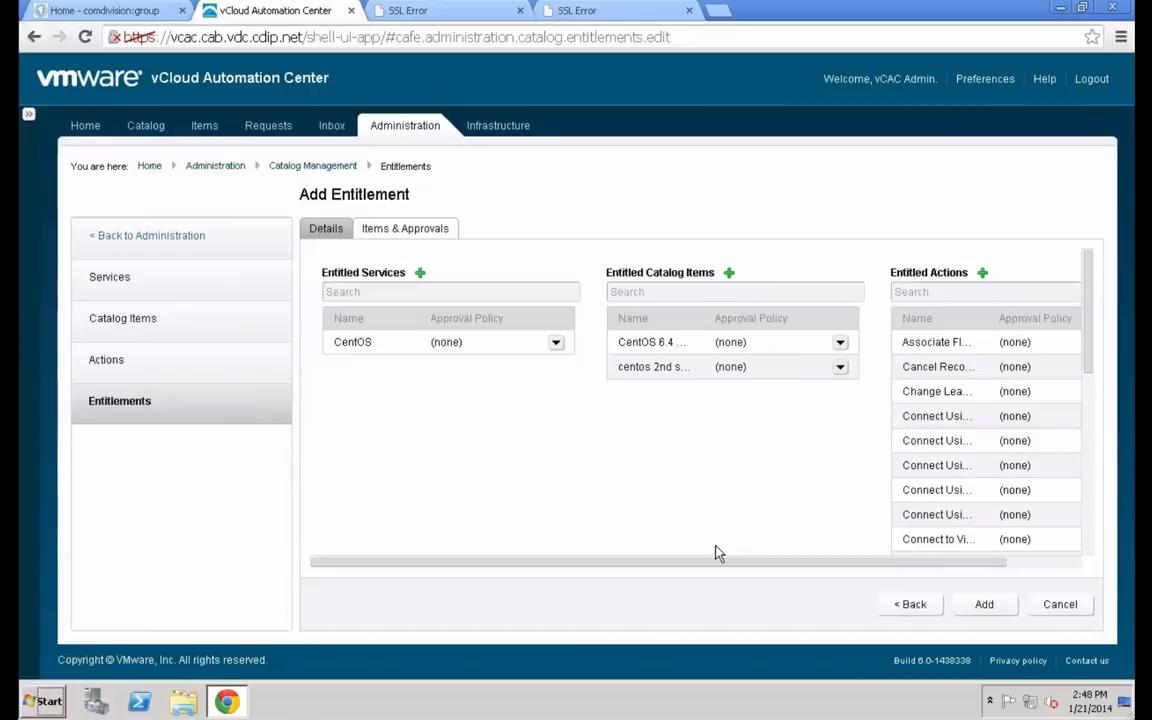 Home - comdivision:group
vCloud Automation Center
SSL Error
SSL Error
https://vcac.cab.vdc.cdip.net/shell-ui-app/#cafe.administration.catalog.entitlements.edit
vmware® vCloud Automation Center
Welcome, vCAC Admin. | Preferences | Help | Logout
Home Catalog Items Requests Inbox Administration Infrastructure
You are here: Home Administration Catalog Management Entitlements
Add Entitlement
< Back to Administration
Services
Catalog Items
Actions
Entitlements
Details Items & Approvals
Entitled Services
Search
Name Approval Policy
CentOS (none)
Entitled Catalog Items
Search
Name Approval Policy
CentOS 6.4 ... (none)
centos 2nd s... (none)
Entitled Actions
Search
Name Approval Policy
Associate Fl... (none)
Cancel Reco... (none)
Change Lea... (none)
Connect Usi... (none)
Connect Usi... (none)
Connect Usi... (none)
Connect Usi... (none)
Connect Usi... (none)
Connect to Vi... (none)
< Back Add Cancel
Copyright © VMware, Inc. All rights reserved.
Build 6.0-1438338 | Privacy policy | Contact us
Start
2:48 PM
1/21/2014